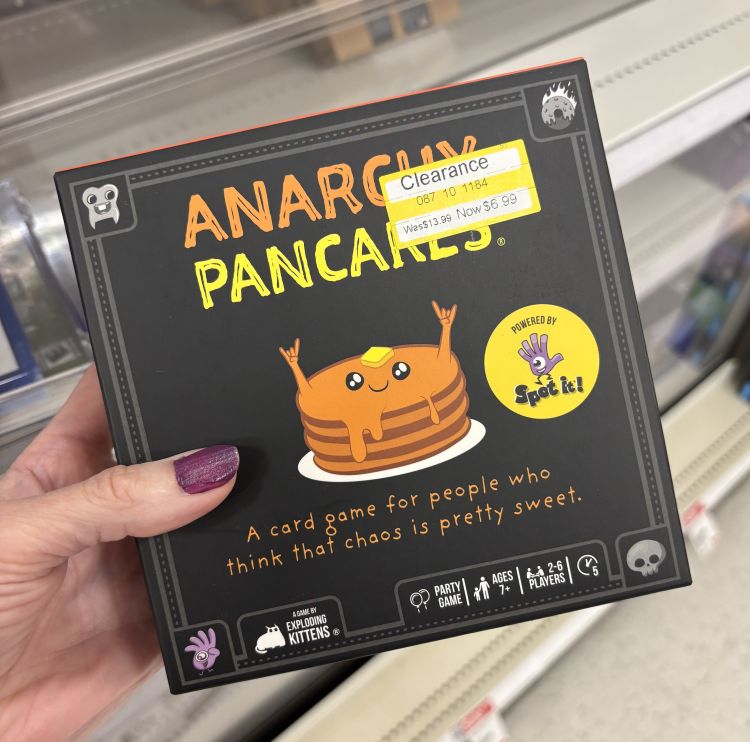 ANARCHY
PANCAKES®
Clearance
087 10 1184
Was$13.99 Now $6.99
POWERED BY
Spot it!
A card game for people who
think that chaos is pretty sweet.
A GAME BY
EXPLODING
KITTENS ®
PARTY
GAME
AGES
7+
2-6
PLAYERS
5